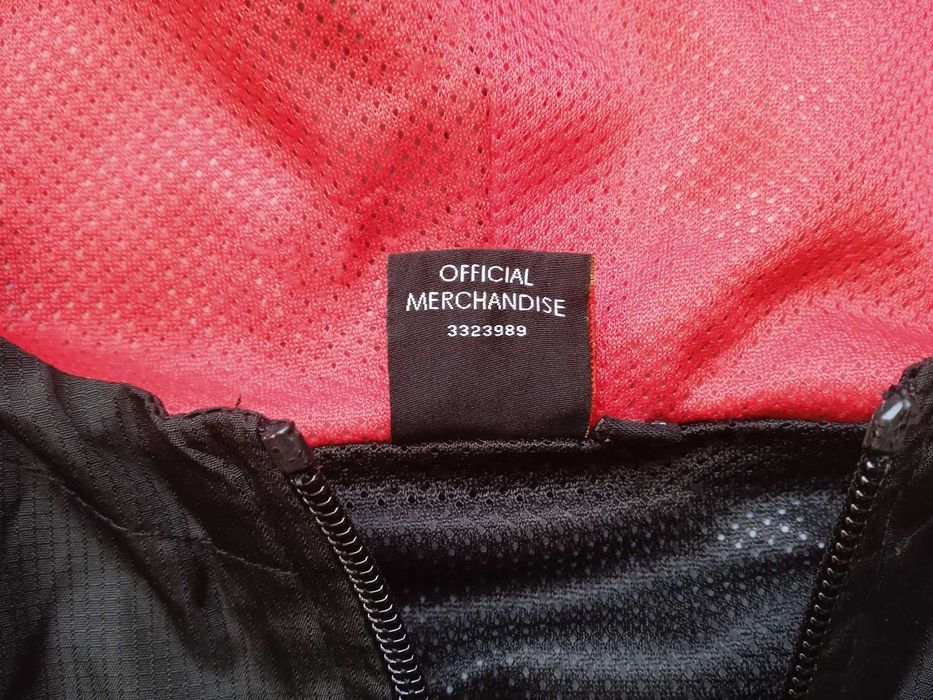 OFFICIAL
MERCHANDISE
3323989